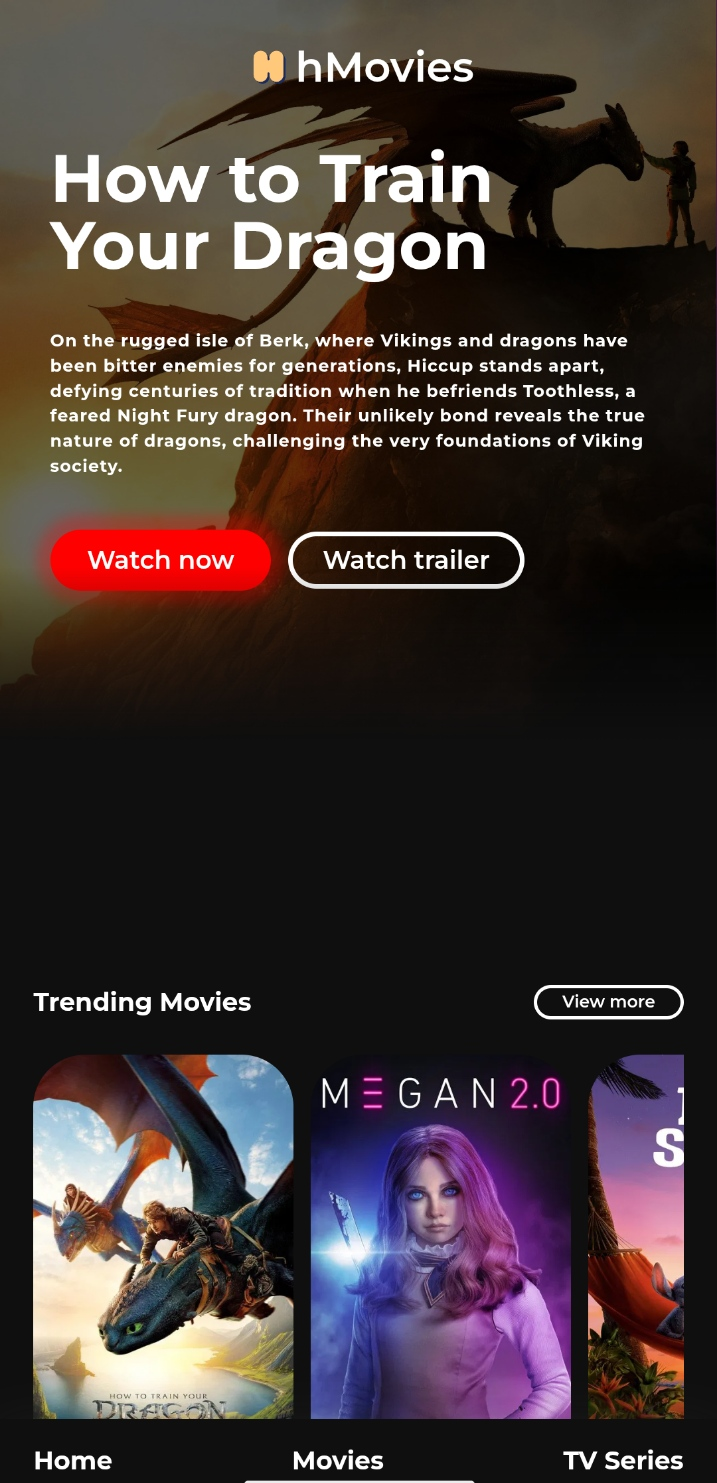 hMovies
How to Train
Your Dragon
On the rugged isle of Berk, where Vikings and dragons have
been bitter enemies for generations, Hiccup stands apart,
defying centuries of tradition when he befriends Toothless, a
feared Night Fury dragon. Their unlikely bond reveals the true
nature of dragons, challenging the very foundations of Viking
society.
Watch now
Watch trailer
Trending Movies
View more
M≡GAN 2.0
HOW TO TRAIN YOUR
DRAGON
Home
Movies
TV Series